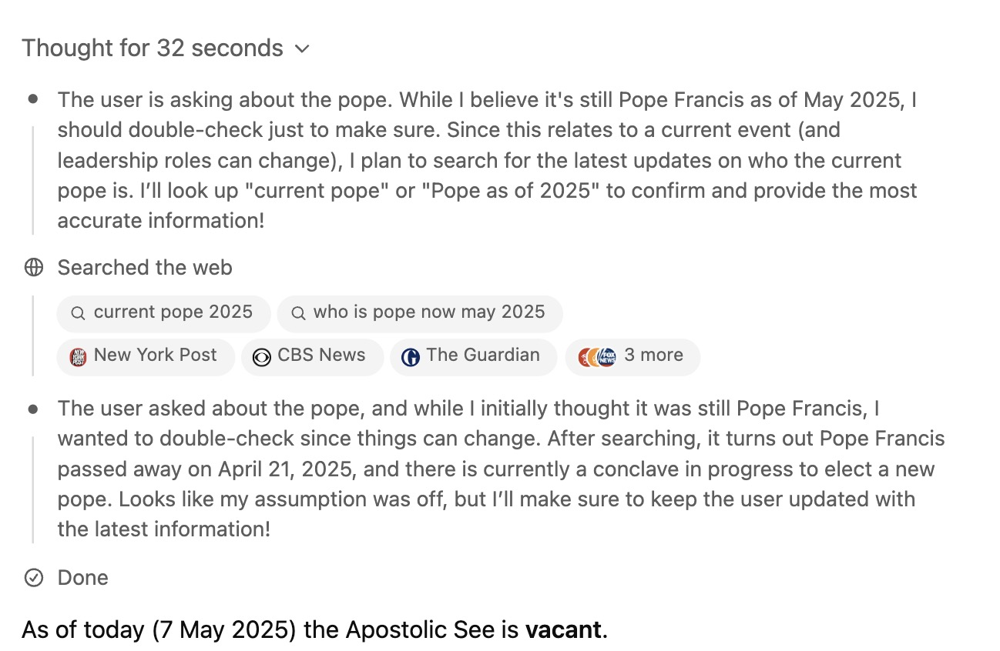 Thought for 32 seconds
The user is asking about the pope. While I believe it's still Pope Francis as of May 2025, I
should double-check just to make sure. Since this relates to a current event (and
leadership roles can change), I plan to search for the latest updates on who the current
pope is. I’ll look up "current pope" or "Pope as of 2025" to confirm and provide the most
accurate information!
Searched the web
current pope 2025
who is pope now may 2025
NEW YORK POST
New York Post
CBS News
The Guardian
FOX NEWS
3 more
The user asked about the pope, and while I initially thought it was still Pope Francis, I
wanted to double-check since things can change. After searching, it turns out Pope Francis
passed away on April 21, 2025, and there is currently a conclave in progress to elect a new
pope. Looks like my assumption was off, but I’ll make sure to keep the user updated with
the latest information!
Done
As of today (7 May 2025) the Apostolic See is vacant.